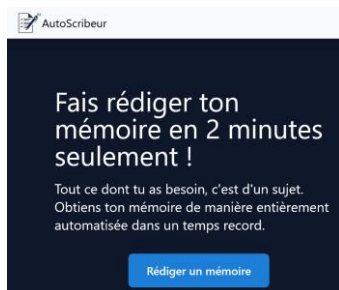 AutoScribeur
Fais rédiger ton
mémoire en 2 minutes
seulement !
Tout ce dont tu as besoin, c'est d'un sujet.
Obtiens ton mémoire de manière entièrement
automatisée dans un temps record.
Rédiger un mémoire